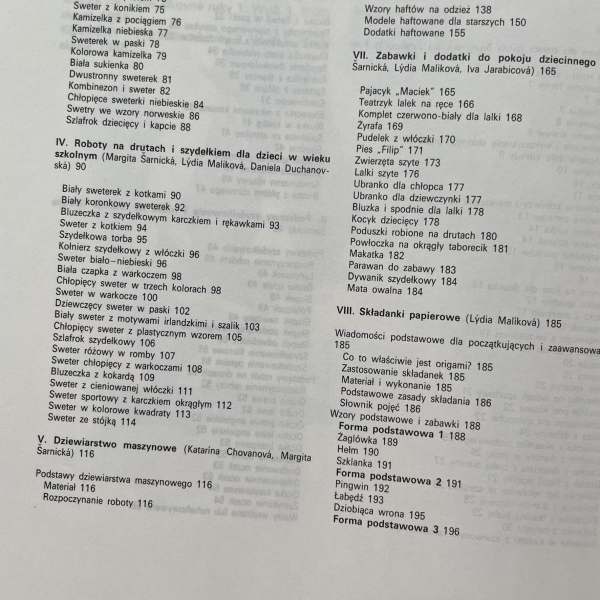 Sweter z konikiem 75
Kamizelka z pociągiem 76
Kamizelka niebieska 77
Sweterek w paski 78
Kolorowa kamizelka 79
Biała sukienka 80
Dwustronny sweterek 81
Kombinezon i sweter 82
Chłopięce sweterki niebieskie 84
Swetry we wzory norweskie 86
Szlafrok dziecięcy i kapcie 88
IV. Roboty na drutach i szydełkiem dla dzieci w wieku
szkolnym (Margita Šarnická, Lýdia Maliková, Daniela Duchanov-
ská) 90
Biały sweterek z kotkami 90
Biały koronkowy sweterek 92
Bluzeczka z szydełkowym karczkiem i rękawkami 93
Sweter z kotkiem 94
Szydełkowa torba 95
Kołnierz szydełkowy z włóczki 96
Sweter biało-niebieski 96
Biała czapka z warkoczem 98
Chłopięcy sweter w trzech kolorach 98
Sweter w warkocze 100
Dziewczęcy sweter w paski 102
Biały sweter z motywami irlandzkimi i szalik 103
Chłopięcy sweter z plastycznym wzorem 105
Szlafrok szydełkowy 106
Sweter różowy w romby 107
Sweter chłopięcy z warkoczami 108
Bluzeczka z kokardą 109
Sweter z cieniowanej włóczki 111
Sweter sportowy z karczkiem okrągłym 112
Sweter w kolorowe kwadraty 113
Sweter ze stójką 114
V. Dziewiarstwo maszynowe (Katarina Chovanová, Margita
Šarnická) 116
Podstawy dziewiarstwa maszynowego 116
Materiał 116
Rozpoczynanie roboty 116
Wzory haftów na odzież 138
Modele haftowane dla starszych 150
Dodatki haftowane 155
VII. Zabawki i dodatki do pokoju dziecinnego
Šarnická, Lýdia Maliková, Iva Jarabicová) 165
Pajacyk „Maciek" 165
Teatrzyk lalek na ręce 166
Komplet czerwono-biały dla lalki 168
Żyrafa 169
Pudelek z włóczki 170
Pies „Filip" 171
Zwierzęta szyte 173
Lalki szyte 176
Ubranko dla chłopca 177
Ubranko dla dziewczynki 177
Bluzka i spodnie dla lalki 178
Kocyk dziecięcy 178
Poduszki robione na drutach 180
Powłoczka na okrągły taborecik 181
Makatka 182
Parawan do zabawy 183
Dywanik szydełkowy 184
Mata owalna 184
VIII. Składanki papierowe (Lýdia Maliková) 185
Wiadomości podstawowe dla początkujących i zaawansowa
185
Co to właściwie jest origami? 185
Zastosowanie składanek 185
Materiał i wykonanie 185
Podstawowe zasady składania 186
Słownik pojęć 186
Wzory podstawowe i zabawki 188
Forma podstawowa 1 188
Żaglówka 189
Hełm 190
Szklanka 191
Forma podstawowa 2 191
Pingwin 192
Łabędź 193
Dziobiąca wrona 195
Forma podstawowa 3 196